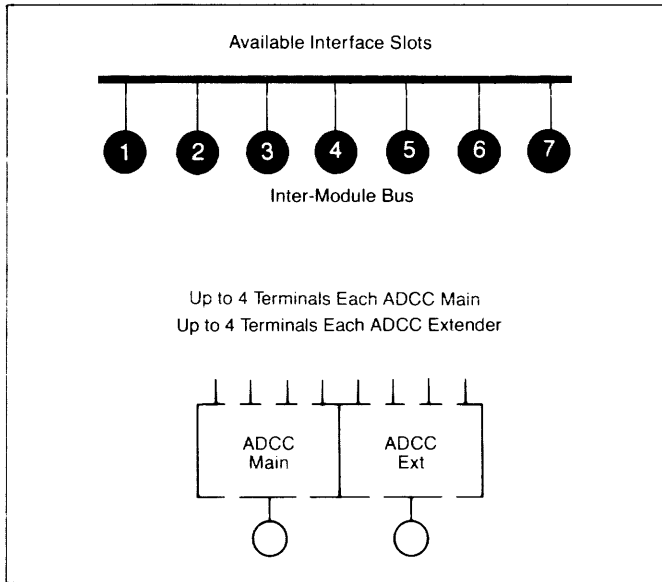 Available Interface Slots
1 2 3 4 5 6 7
Inter-Module Bus
Up to 4 Terminals Each ADCC Main
Up to 4 Terminals Each ADCC Extender
ADCC Main
ADCC Ext